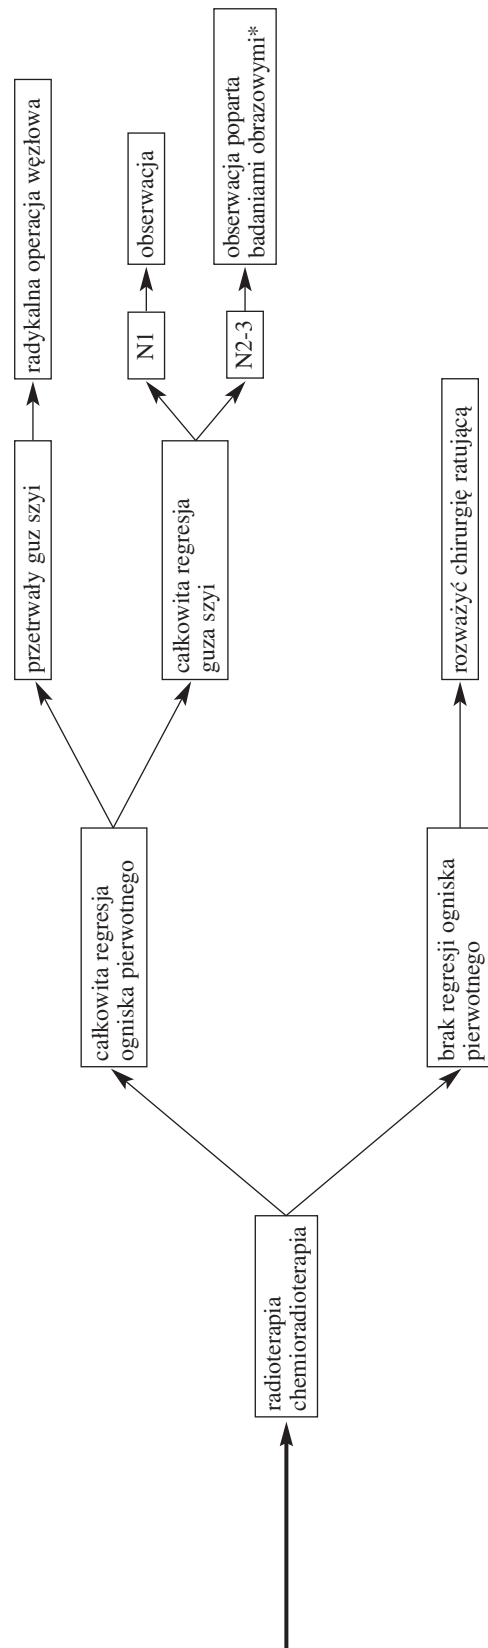 radioterapia
chemioradioterapia
całkowita regresja
ogniska pierwotnego
brak regresji ogniska
pierwotnego
przetrwały guz szyi
całkowita regresja
guza szyi
rozważyć chirurgię ratującą
radykalna operacja węzłowa
N1
N2-3
obserwacja
obserwacja poparta
badaniami obrazowymi*